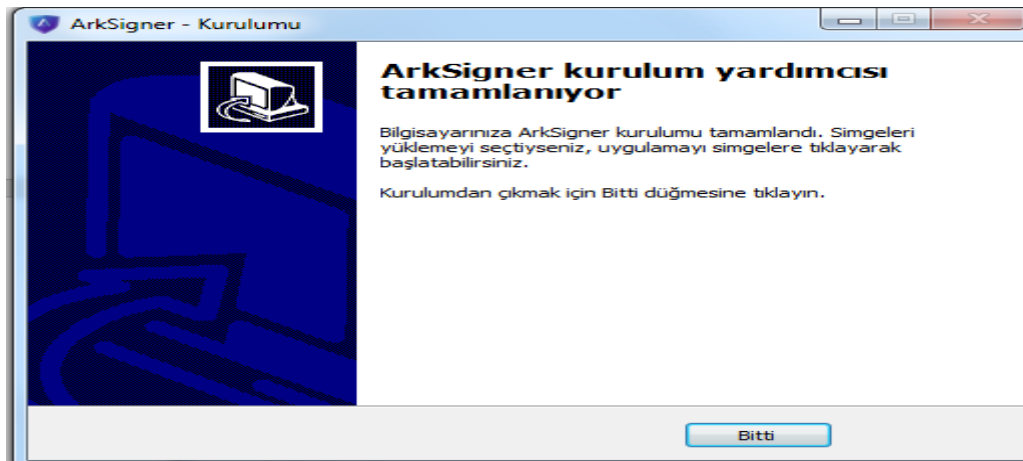 ArkSigner - Kurulumu
ArkSigner kurulum yardımcısı
tamamlanıyor
Bilgisayarınıza ArkSigner kurulumu tamamlandı. Simgeleri
yüklemeyi seçtiyseniz, uygulamayı simgelere tıklayarak
başlatabilirsiniz.
Kurulumdan çıkmak için Bitti düğmesine tıklayın.
Bitti